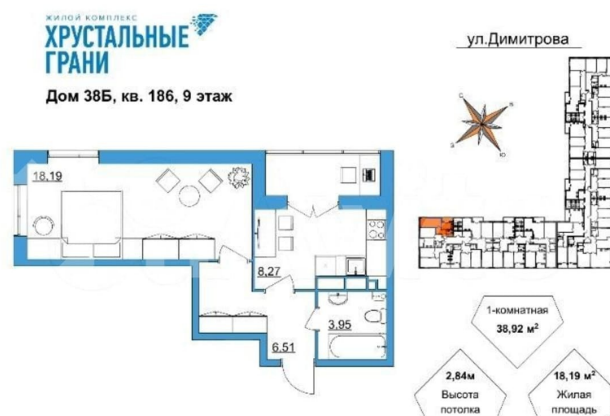 ЖИЛОЙ КОМПЛЕКС
ХРУСТАЛЬНЫЕ
ГРАНИ
Дом 38Б, кв. 186, 9 этаж
ул.Димитрова
18.19
8.27
3.95
6.51
1-комнатная
38,92 м²
2,84м
Высота
потолка
18,19 м²
Жилая
площадь